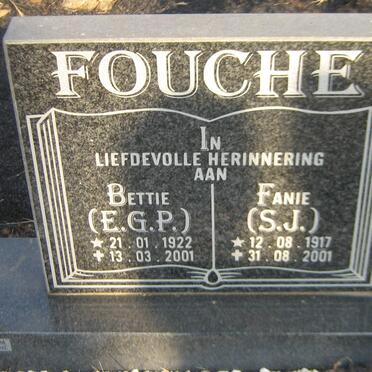 FOUCHE
IN
LIEFDEVOLLE HERINNERING
AAN
BETTIE
(E.G.P.)
★ 21 . 01 . 1922
✝ 13 . 03 . 2001
FANIE
(S.J.)
★ 12 . 08 . 1917
✝ 31 . 08 . 2001